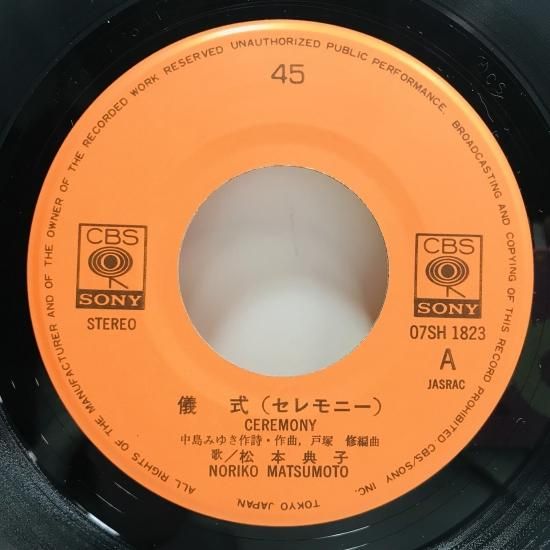 ALL RIGHTS OF THE MANUFACTURER AND OF THE OWNER OF THE RECORDED WORK RESERVED UNAUTHORIZED PUBLIC PERFORMANCE. BROADCASTING AND COPYING OF THIS RECORD PROHIBITED CBS/SONY INC.
TOKYO JAPAN
45
CBS
SONY
STEREO
CBS
SONY
07SH 1823
A
JASRAC
儀 式 (セレモニー)
CEREMONY
中島みゆき作詩・作曲, 戸塚 修編曲
歌/松本典子
NORIKO MATSUMOTO